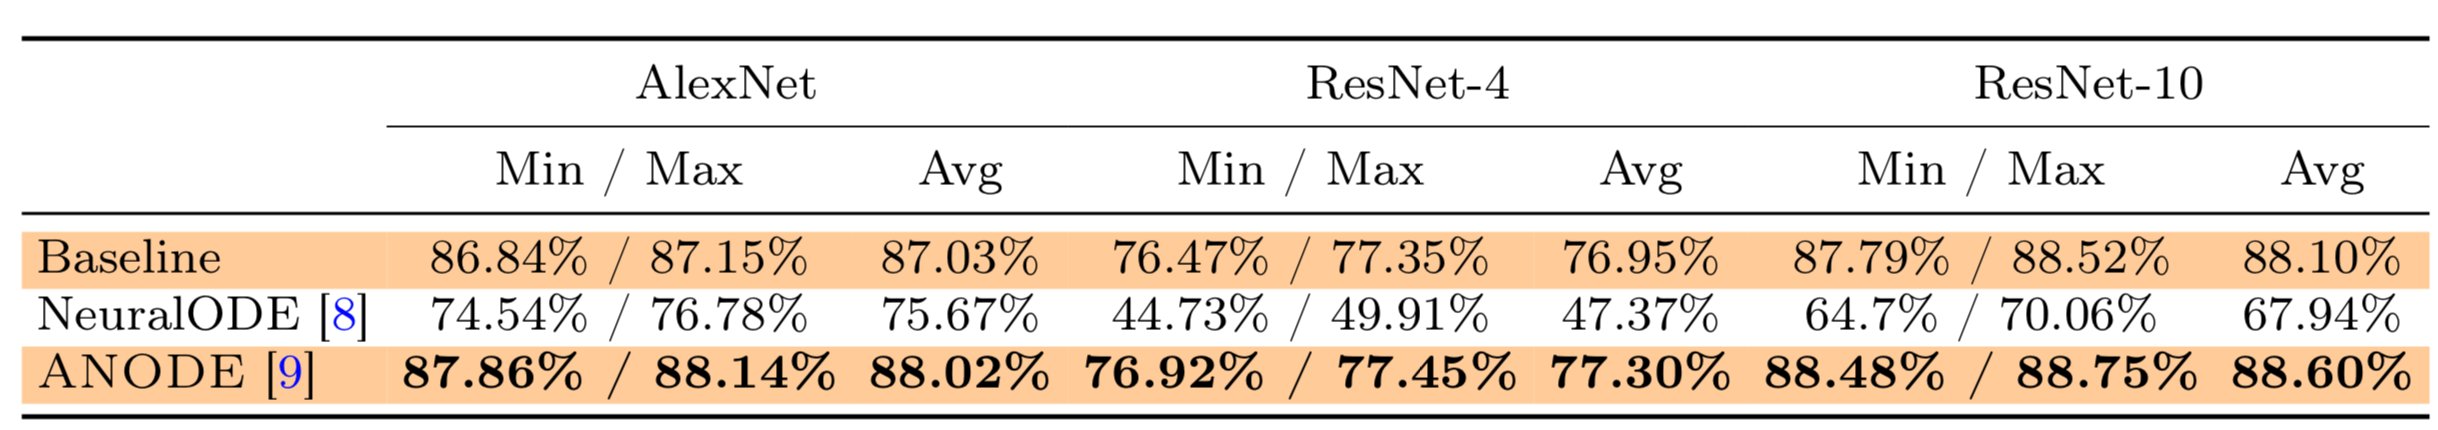 AlexNet ResNet-4 ResNet-10
Min / Max Avg Min / Max Avg Min / Max Avg
Baseline 86.84% / 87.15% 87.03% 76.47% / 77.35% 76.95% 87.79% / 88.52% 88.10%
NeuralODE [8] 74.54% / 76.78% 75.67% 44.73% / 49.91% 47.37% 64.7% / 70.06% 67.94%
ANODE [9] 87.86% / 88.14% 88.02% 76.92% / 77.45% 77.30% 88.48% / 88.75% 88.60%